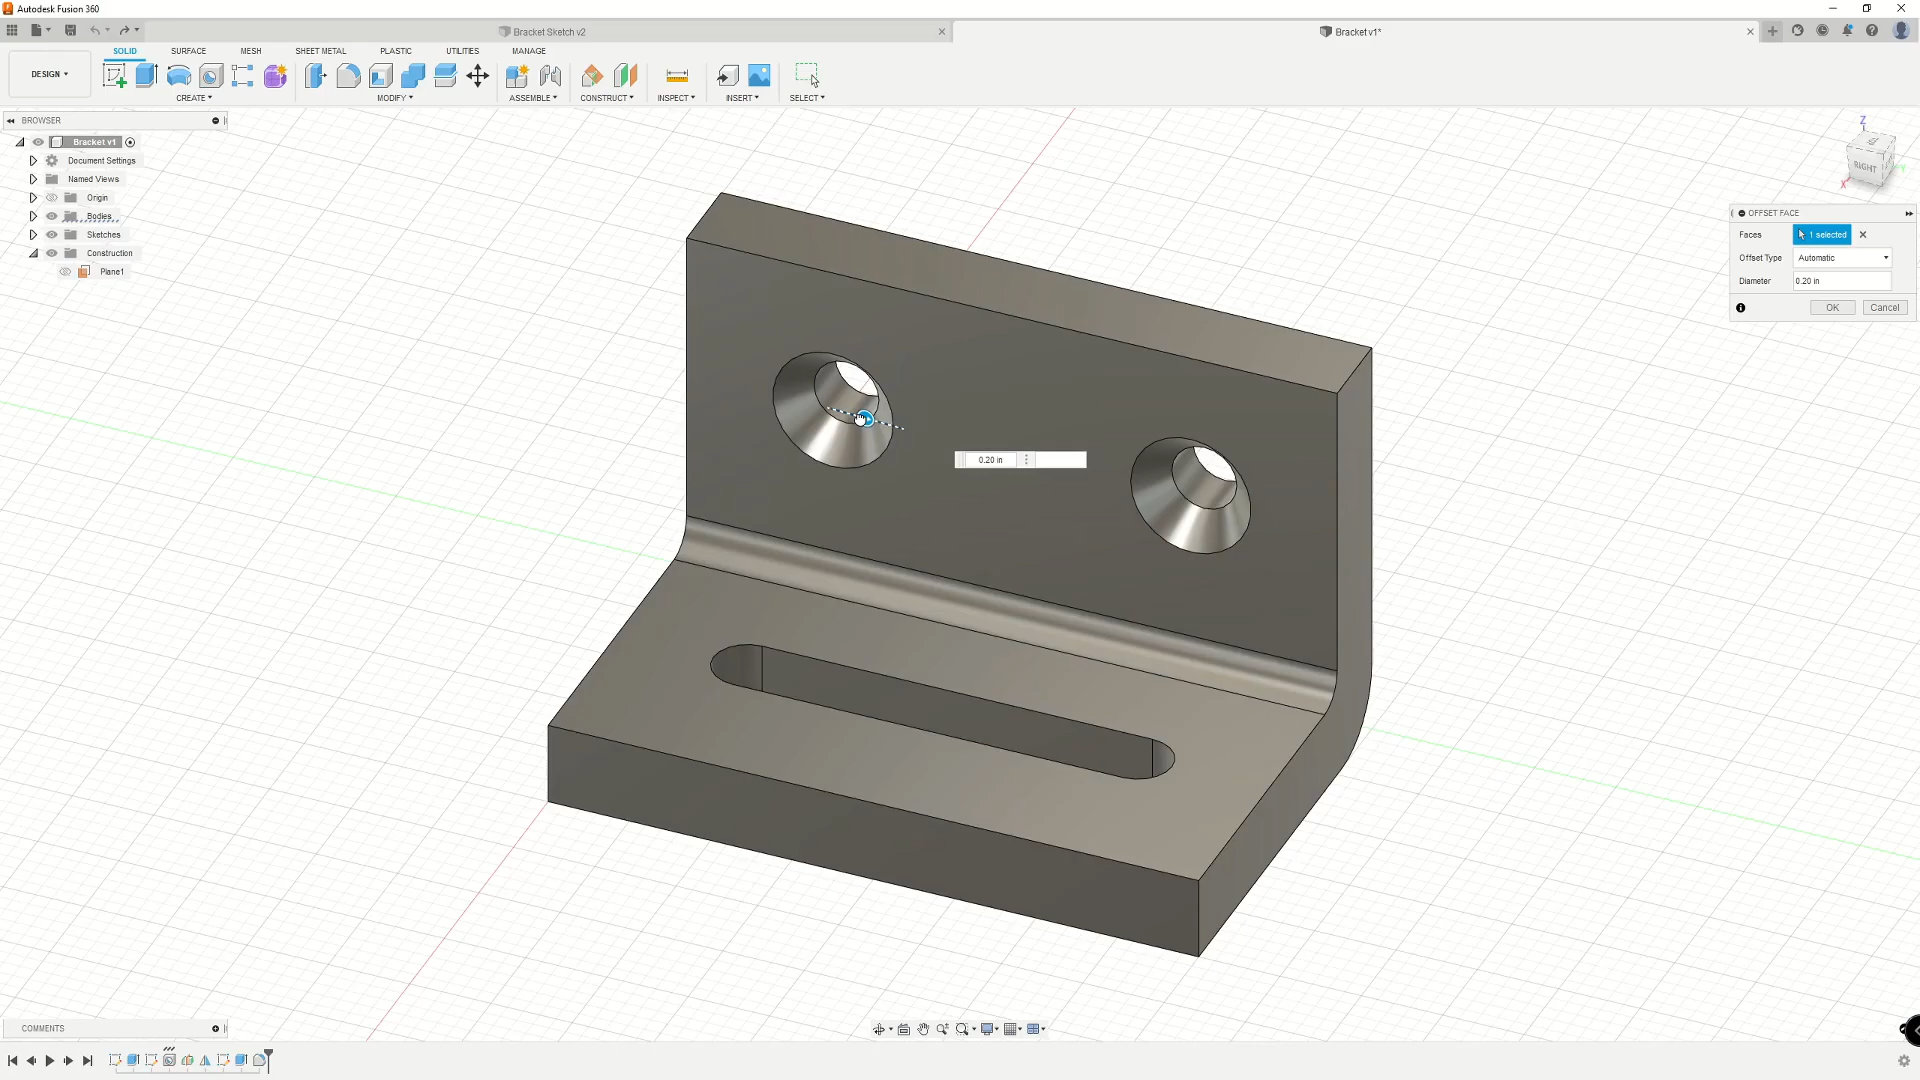 Autodesk Fusion 360
Bracket Sketch v2
Bracket v1*
DESIGN
SOLID
SURFACE
MESH
SHEET METAL
PLASTIC
UTILITIES
MANAGE
CREATE
MODIFY
ASSEMBLE
CONSTRUCT
INSPECT
INSERT
SELECT
BROWSER
Bracket v1
Document Settings
Named Views
Origin
Bodies
Sketches
Construction
Plane1
Z
RIGHT
X
Y
OFFSET FACE
Faces
1 selected
Offset Type
Automatic
Diameter
0.20 in
OK
Cancel
0.20 in
COMMENTS